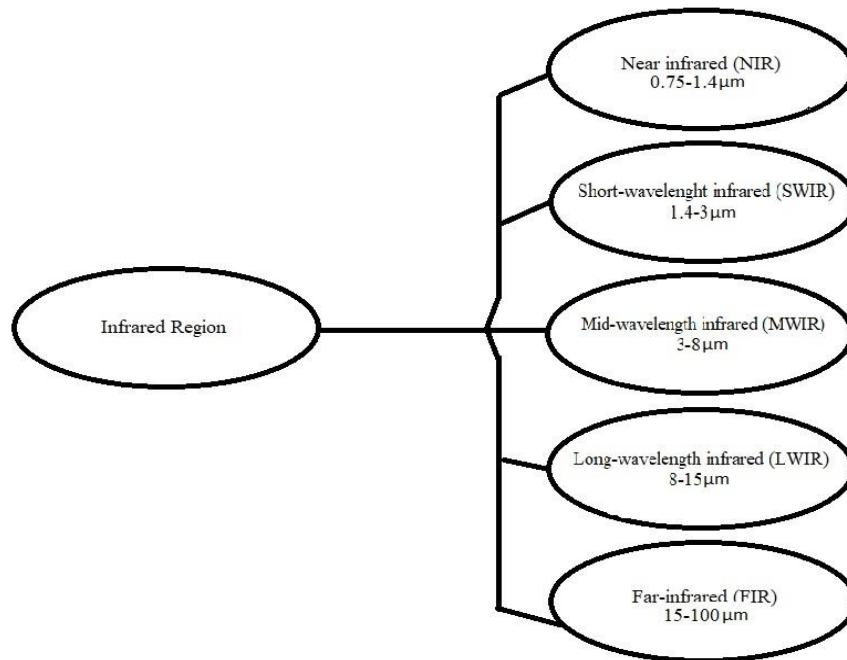 Near infrared (NIR)
0.75-1.4μm
Short-wavelenght infrared (SWIR)
1.4-3μm
Infrared Region
Mid-wavelength infrared (MWIR)
3-8μm
Long-wavelength infrared (LWIR)
8-15μm
Far-infrared (FIR)
15-100μm